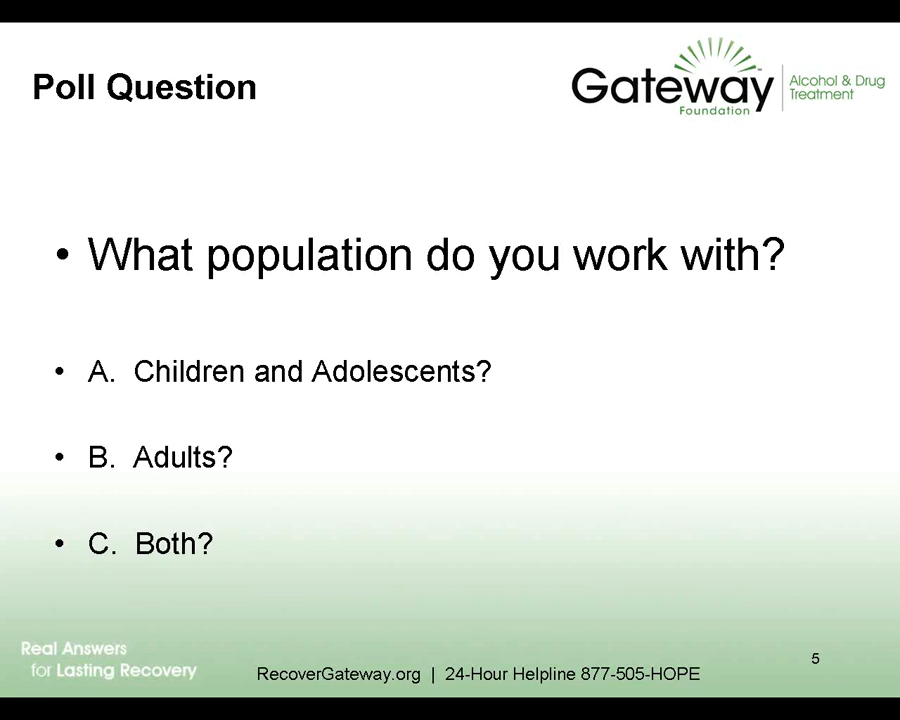 Poll Question
Gateway
Foundation
Alcohol & Drug
Treatment
• What population do you work with?
• A. Children and Adolescents?
• B. Adults?
• C. Both?
Real Answers
for Lasting Recovery
RecoverGateway.org | 24-Hour Helpline 877-505-HOPE
5